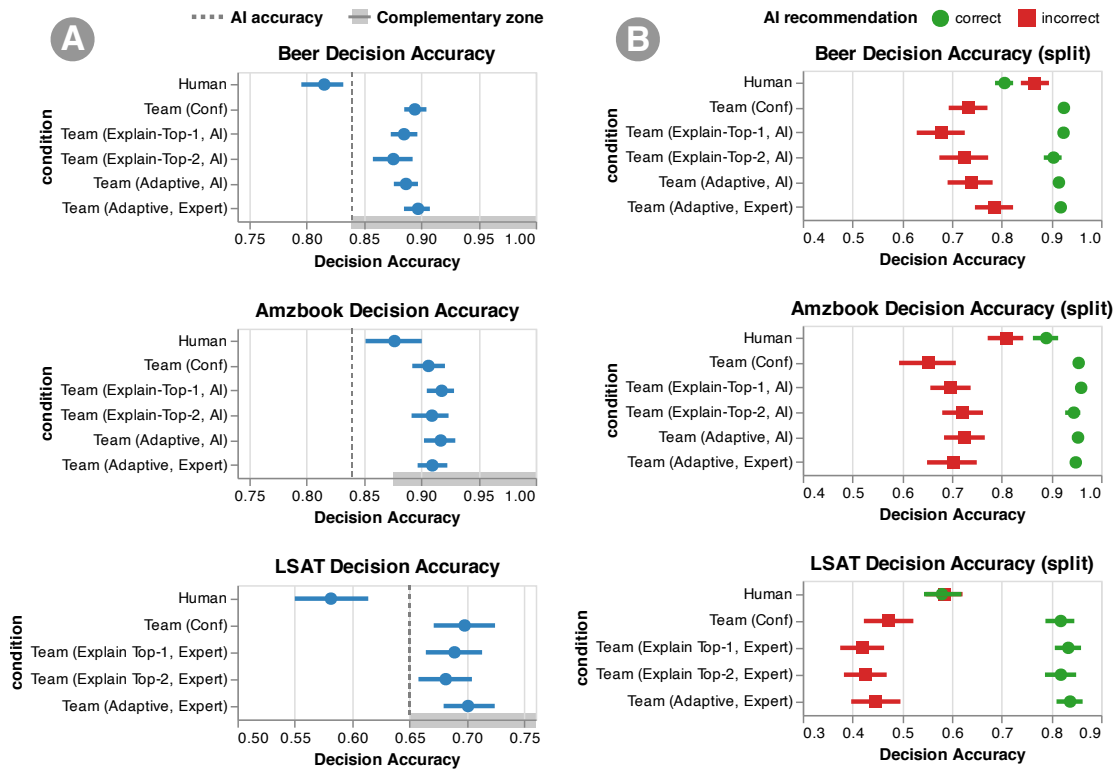 AI accuracy
Complementary zone
A
Beer Decision Accuracy
condition
Human
Team (Conf)
Team (Explain-Top-1, AI)
Team (Explain-Top-2, AI)
Team (Adaptive, AI)
Team (Adaptive, Expert)
0.75 0.80 0.85 0.90 0.95 1.00
Decision Accuracy
Amzbook Decision Accuracy
condition
Human
Team (Conf)
Team (Explain-Top-1, AI)
Team (Explain-Top-2, AI)
Team (Adaptive, AI)
Team (Adaptive, Expert)
0.75 0.80 0.85 0.90 0.95 1.00
Decision Accuracy
LSAT Decision Accuracy
condition
Human
Team (Conf)
Team (Explain Top-1, Expert)
Team (Explain Top-2, Expert)
Team (Adaptive, Expert)
0.50 0.55 0.60 0.65 0.70 0.75
Decision Accuracy
AI recommendation correct incorrect
B
Beer Decision Accuracy (split)
condition
Human
Team (Conf)
Team (Explain-Top-1, AI)
Team (Explain-Top-2, AI)
Team (Adaptive, AI)
Team (Adaptive, Expert)
0.4 0.5 0.6 0.7 0.8 0.9 1.0
Decision Accuracy
Amzbook Decision Accuracy (split)
condition
Human
Team (Conf)
Team (Explain-Top-1, AI)
Team (Explain-Top-2, AI)
Team (Adaptive, AI)
Team (Adaptive, Expert)
0.4 0.5 0.6 0.7 0.8 0.9 1.0
Decision Accuracy
LSAT Decision Accuracy (split)
condition
Human
Team (Conf)
Team (Explain Top-1, Expert)
Team (Explain Top-2, Expert)
Team (Adaptive, Expert)
0.3 0.4 0.5 0.6 0.7 0.8 0.9
Decision Accuracy